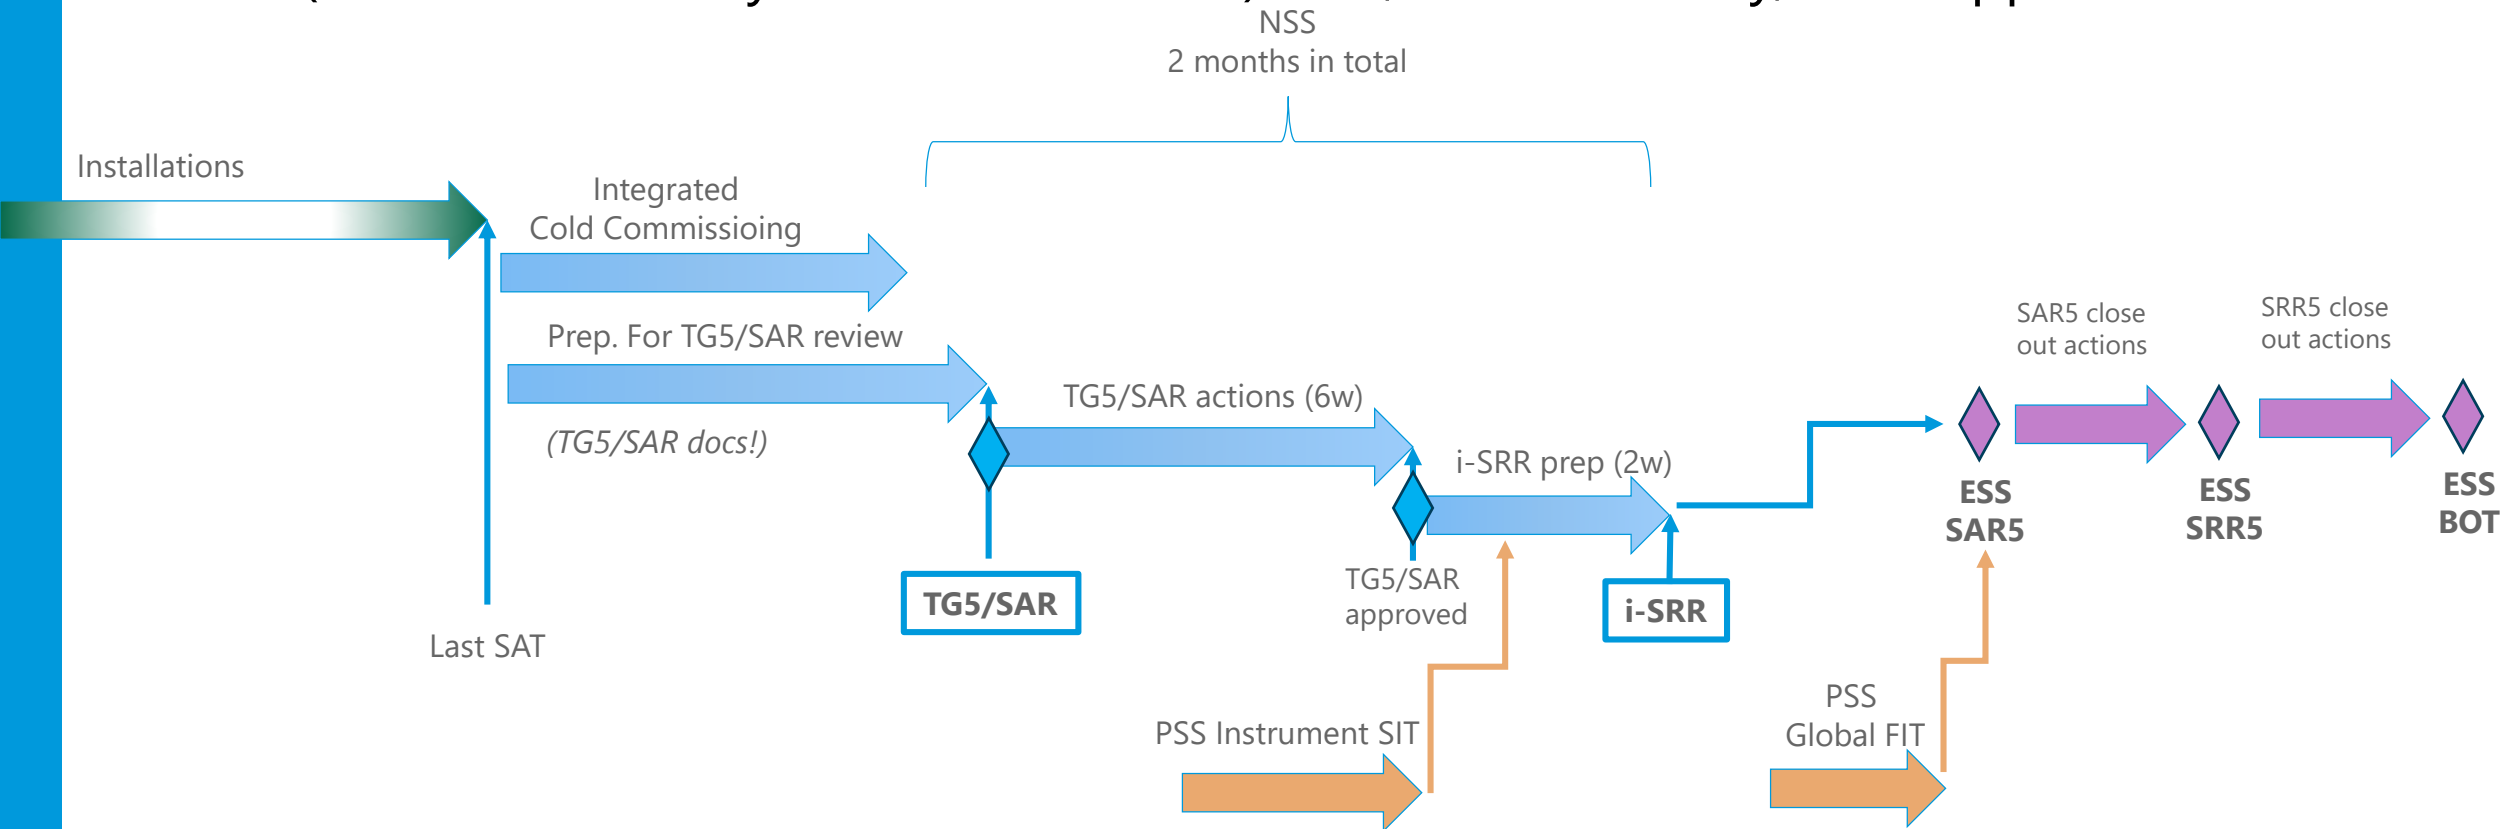 NSS
2 months in total
Installations
Integrated
Cold Commissioing
Prep. For TG5/SAR review
(TG5/SAR docs!)
TG5/SAR actions (6w)
i-SRR prep (2w)
SAR5 close
out actions
SRR5 close
out actions
ESS
SAR5
ESS
SRR5
ESS
BOT
TG5/SAR
TG5/SAR
approved
i-SRR
Last SAT
PSS Instrument SIT
PSS
Global FIT